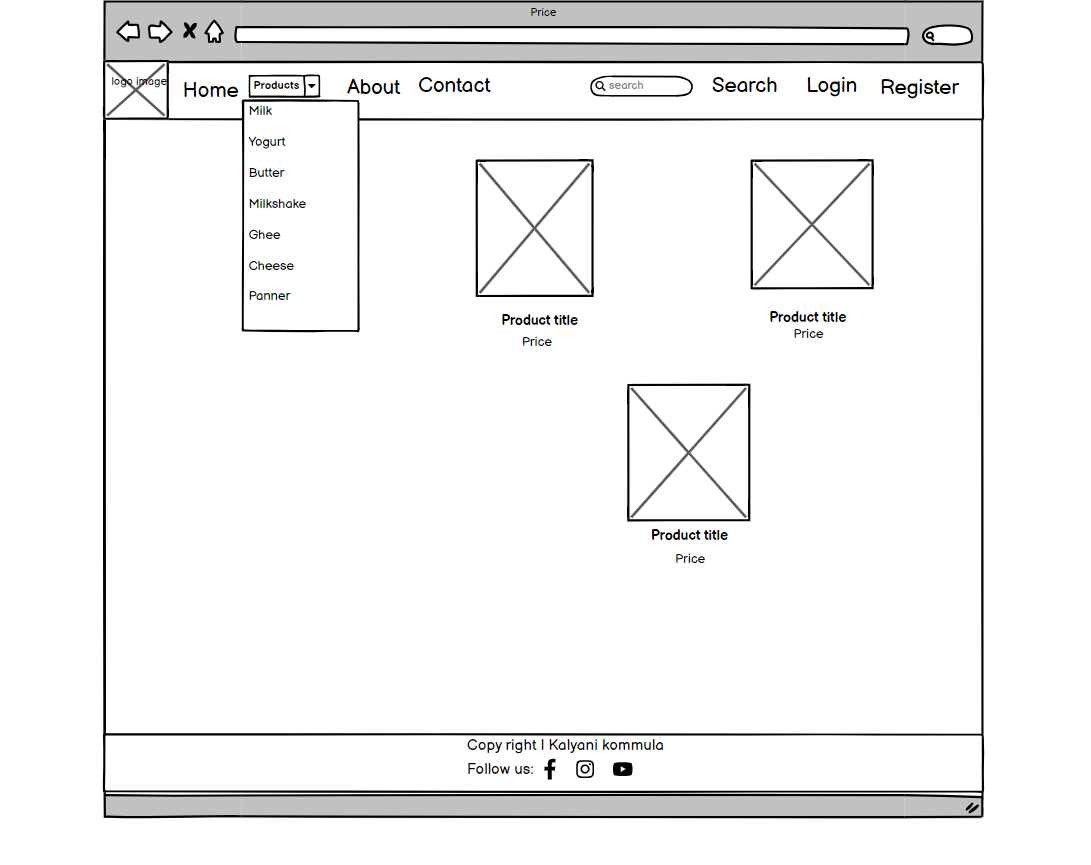 Price
logo image
Home Products About Contact search Search Login Register
Milk
Yogurt
Butter
Milkshake
Ghee
Cheese
Panner
Product title
Price
Product title
Price
Product title
Price
Copy right | Kalyani kommula
Follow us: